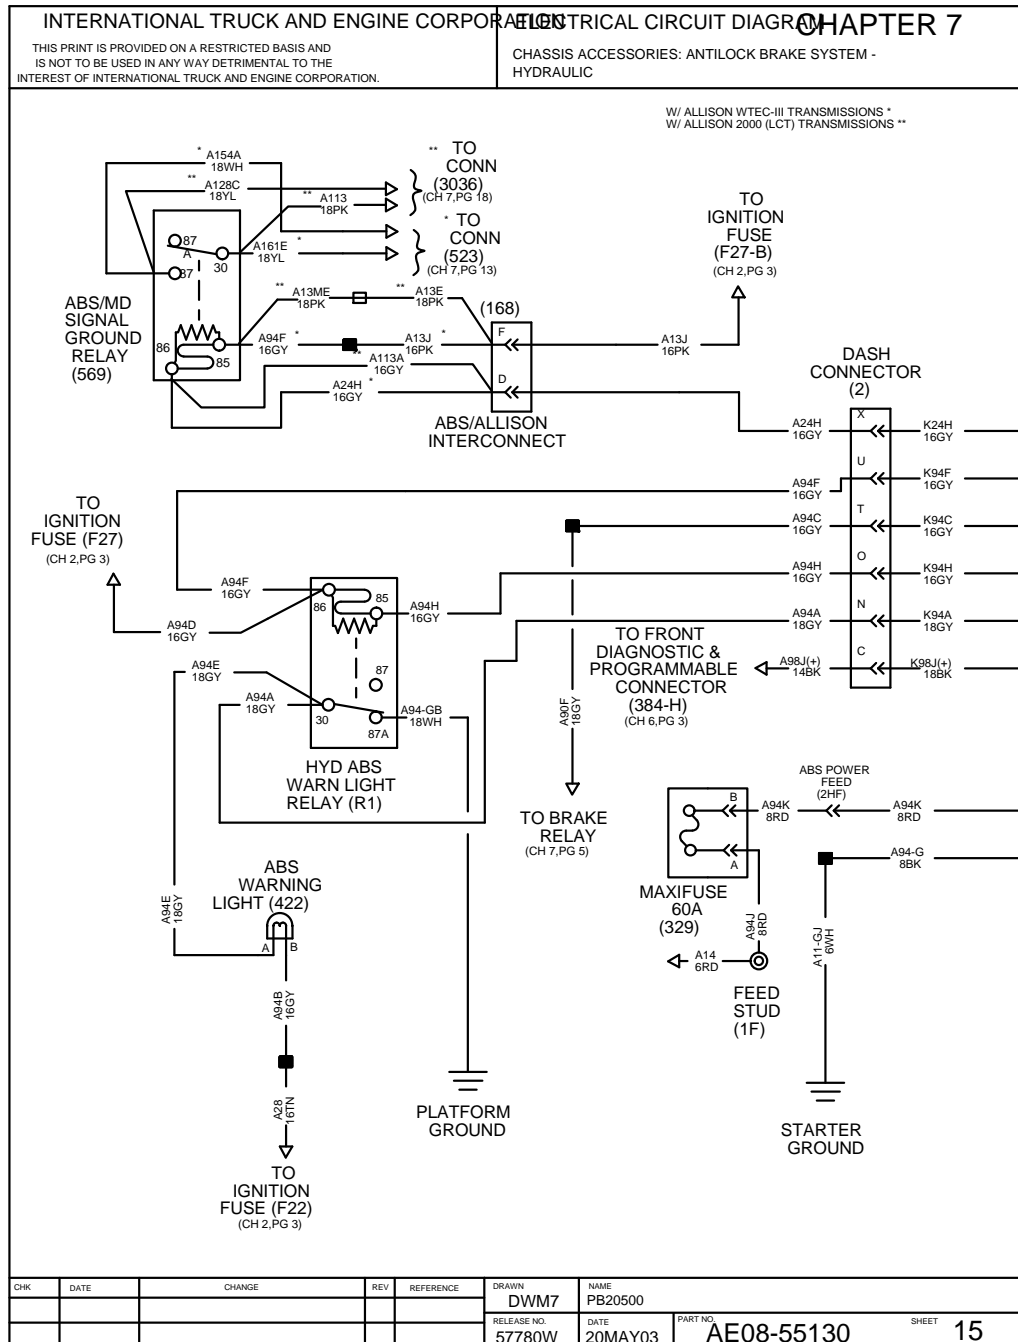 INTERNATIONAL TRUCK AND ENGINE CORPORATION
THIS PRINT IS PROVIDED ON A RESTRICTED BASIS AND
IS NOT TO BE USED IN ANY WAY DETRIMENTAL TO THE
INTEREST OF INTERNATIONAL TRUCK AND ENGINE CORPORATION.
ELECTRICAL CIRCUIT DIAGRAM
CHAPTER 7
CHASSIS ACCESSORIES: ANTILOCK BRAKE SYSTEM -
HYDRAULIC
W/ ALLISON WTEC-III TRANSMISSIONS *
W/ ALLISON 2000 (LCT) TRANSMISSIONS **
* A154A
18WH
** A128C
18YL
** A113
18PK
A161E *
18YL
** TO
CONN
(3036)
(CH 7,PG 18)
* TO
CONN
(523)
(CH 7,PG 13)
87
A
30
87
86
85
ABS/MD
SIGNAL
GROUND
RELAY
(569)
** A13ME
18PK
** A13E
18PK
A94F *
16GY
A13J *
16PK
** A113A
16GY
A24H *
16GY
(168)
F
D
ABS/ALLISON
INTERCONNECT
TO
IGNITION
FUSE
(F27-B)
(CH 2,PG 3)
A13J
16PK
DASH
CONNECTOR
(2)
A24H
16GY
X
K24H
16GY
A94F
16GY
U
K94F
16GY
A94C
16GY
T
K94C
16GY
A94H
16GY
O
K94H
16GY
A94A
18GY
N
K94A
18GY
A98J(+)
14BK
C
K98J(+)
18BK
TO
IGNITION
FUSE (F27)
(CH 2,PG 3)
A94F
16GY
A94D
16GY
A94E
18GY
A94A
18GY
86
85
87
30
87A
A94H
16GY
A94-GB
18WH
HYD ABS
WARN LIGHT
RELAY (R1)
TO FRONT
DIAGNOSTIC &
PROGRAMMABLE
CONNECTOR
(384-H)
(CH 6,PG 3)
A90F
18GY
TO BRAKE
RELAY
(CH 7,PG 5)
ABS POWER
FEED
(2HF)
B
A94K
8RD
A94K
8RD
A
A94-G
8BK
MAXIFUSE
60A
(329)
A94J
8RD
A14
6RD
FEED
STUD
(1F)
A11-GJ
6WH
STARTER
GROUND
ABS
WARNING
LIGHT (422)
A94E
18GY
A
B
A94B
16GY
A28
16TN
TO
IGNITION
FUSE (F22)
(CH 2,PG 3)
PLATFORM
GROUND
CHK DATE CHANGE REV REFERENCE
DRAWN
DWM7
NAME
PB20500
RELEASE NO.
57780W
DATE
20MAY03
PART NO.
AE08-55130
SHEET 15